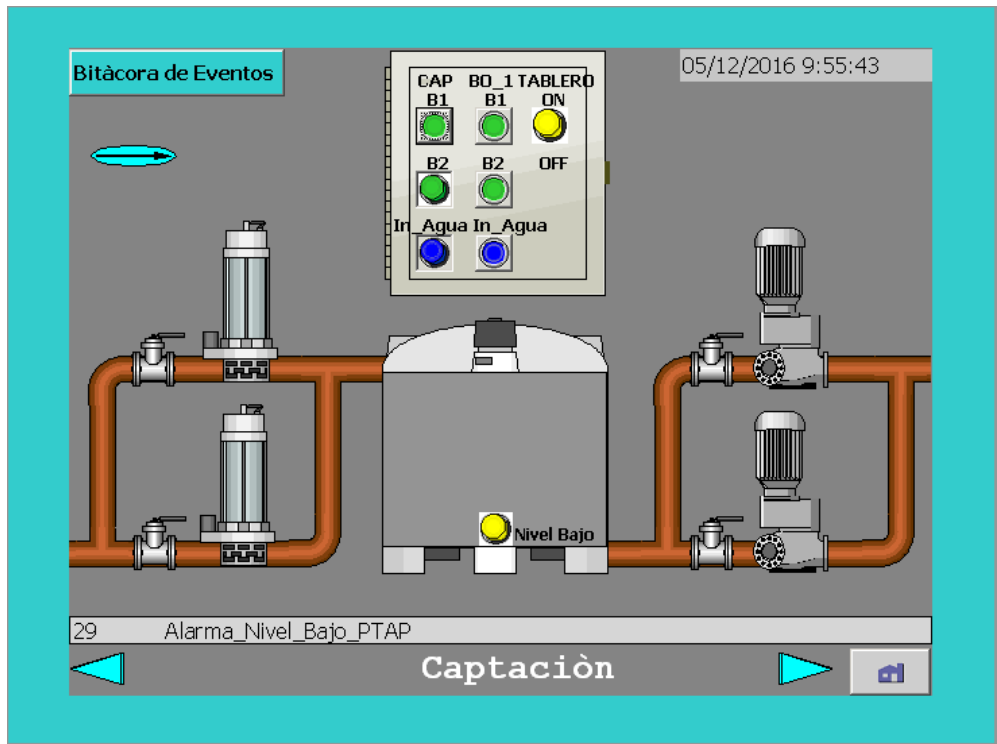 Bitàcora de Eventos
05/12/2016 9:55:43
CAP BO_1 TABLERO
B1 B1 ON
B2 B2 OFF
In_Agua In_Agua
Nivel Bajo
29 Alarma_Nivel_Bajo_PTAP
Captaciòn